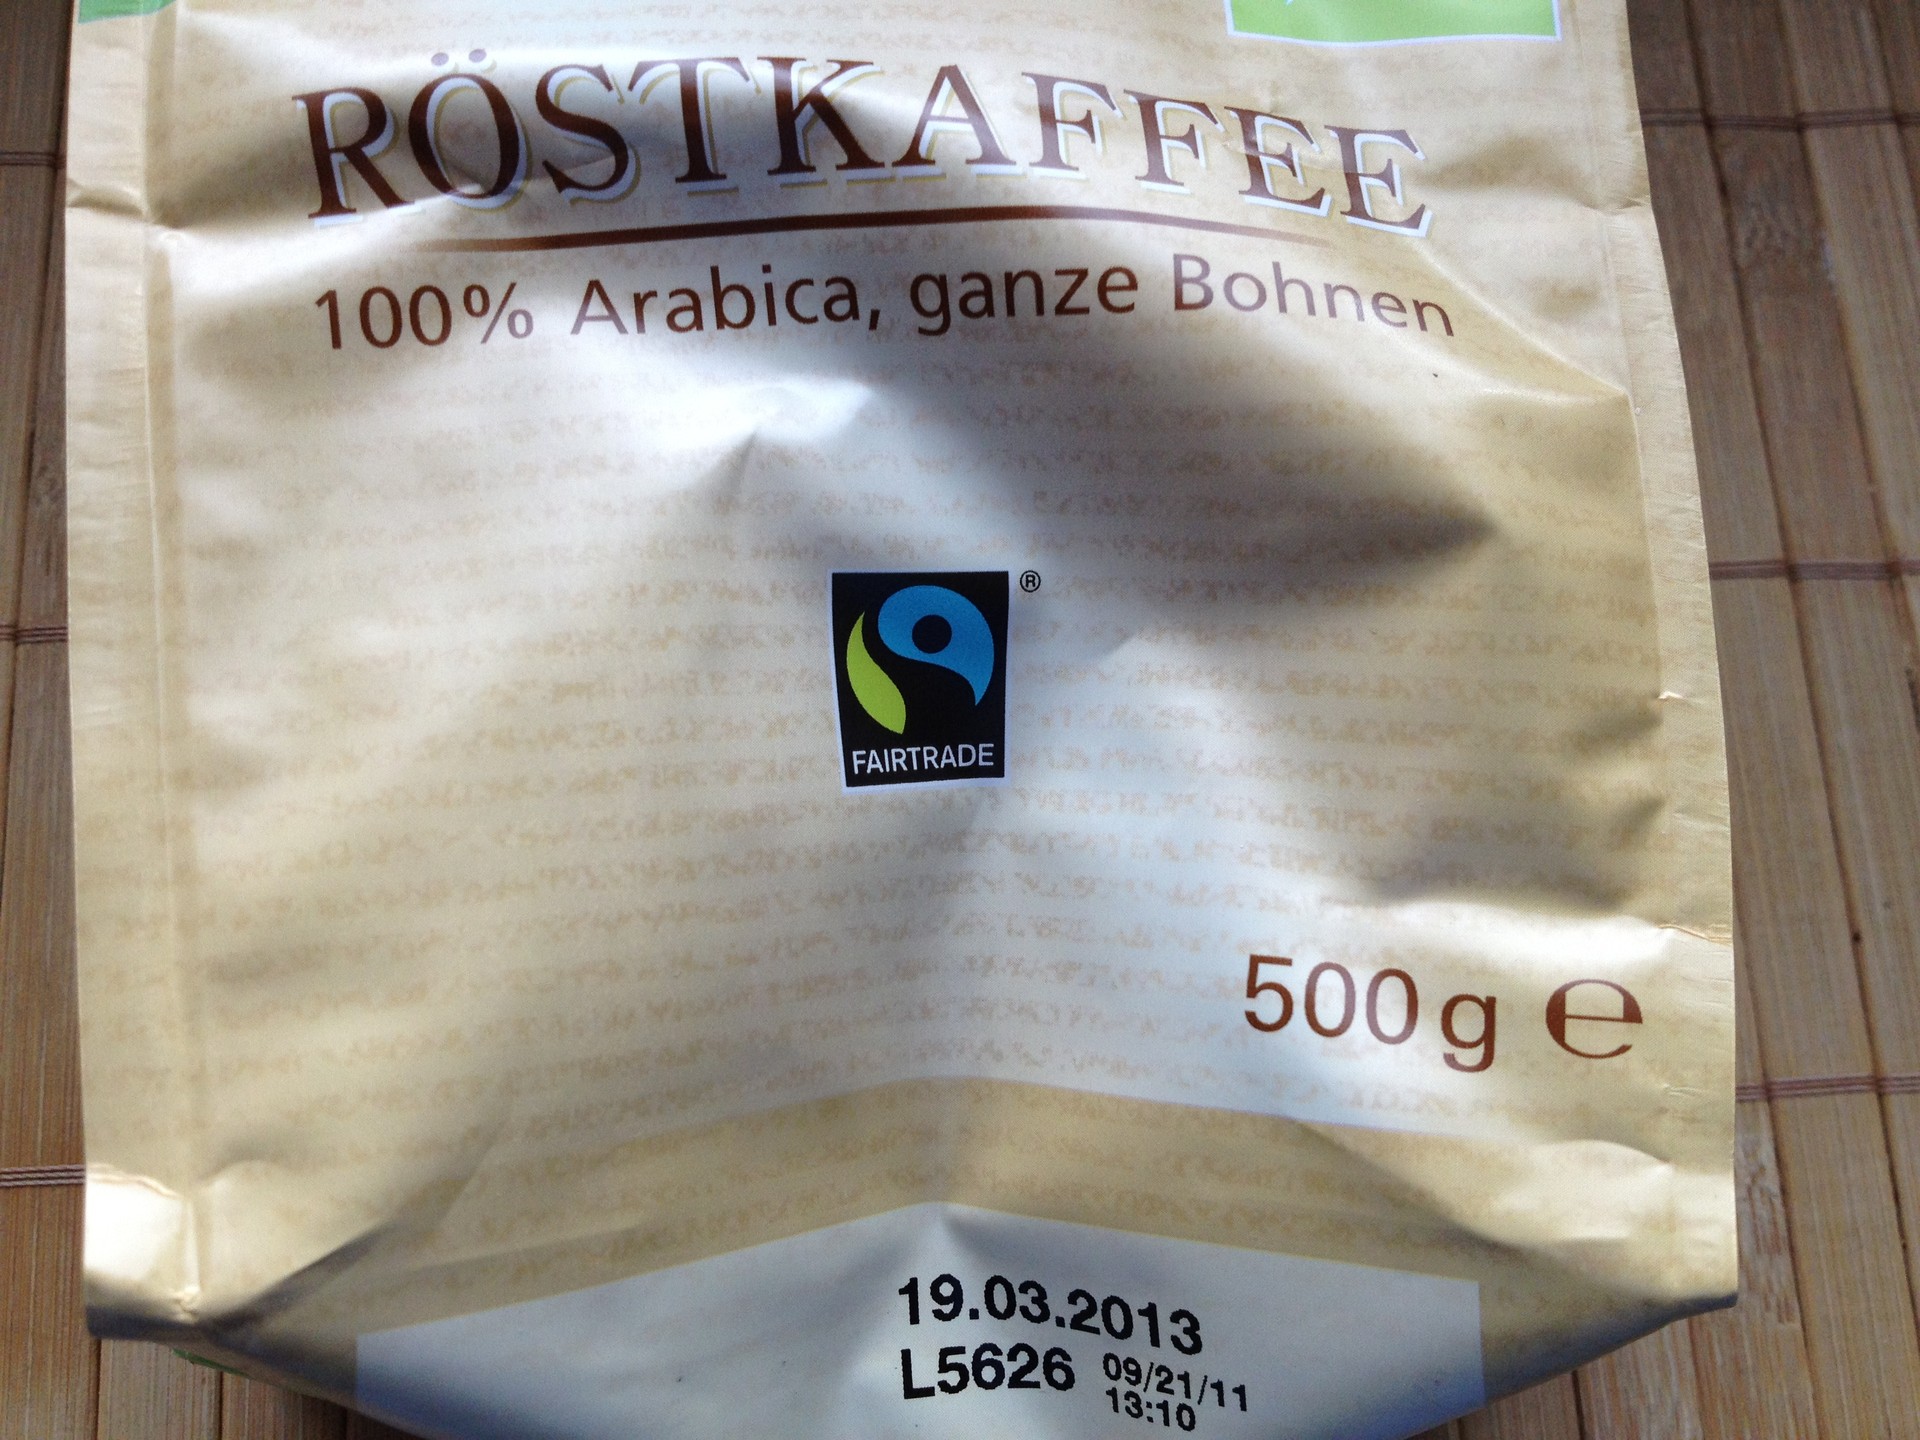 RÖSTKAFFEE
100% Arabica, ganze Bohnen
®
FAIRTRADE
500g ℮
19.03.2013
L5626 09/21/11
13:10